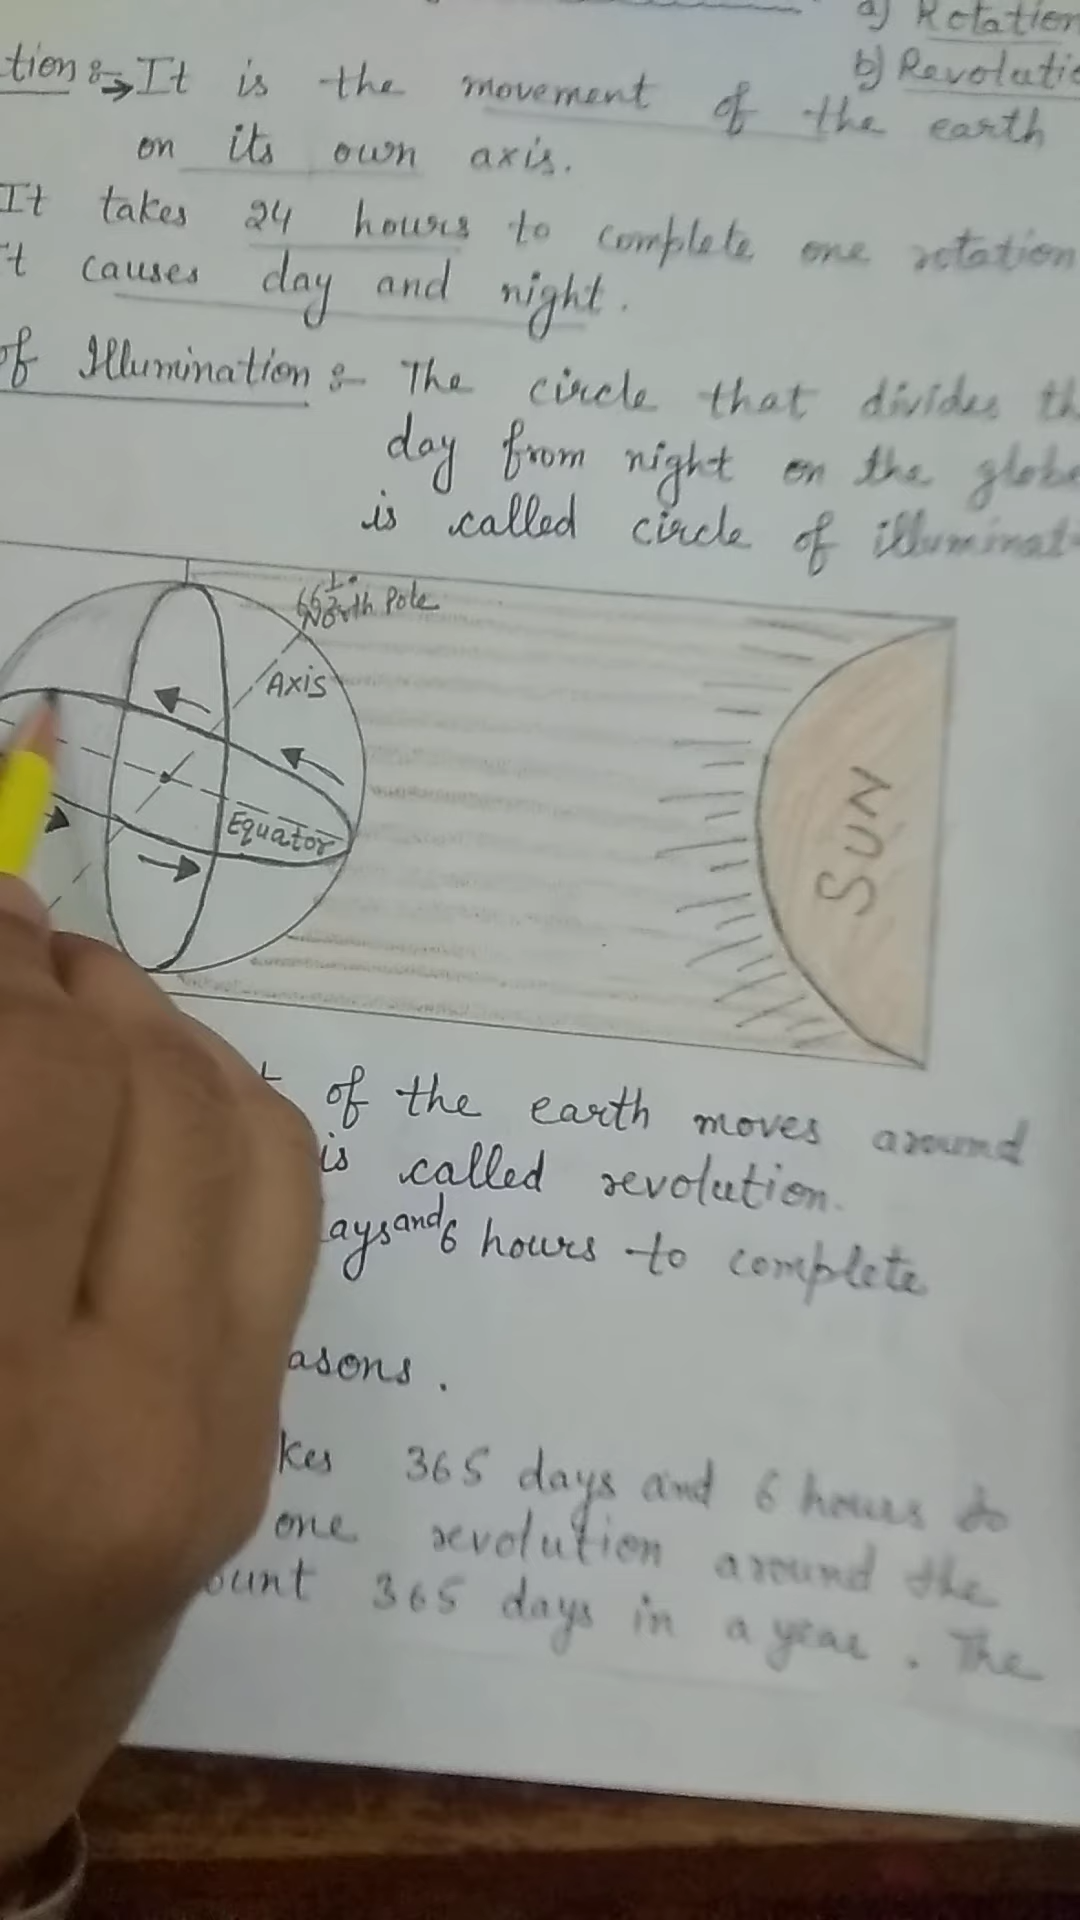 a) Rotation
b) Revolutio
tion :→ It is the movement of the earth
on its own axis.
It takes 24 hours to complete one rotation
t causes day and night.
of Illumination :- The circle that divides th
day from night on the globe
is called circle of illuminat-
66 1/2°
North Pole
Axis
Equator
SUN
of the earth moves around
is called revolution.
ays and 6 hours to complete
asons.
kes 365 days and 6 hours to
one revolution around the
ount 365 days in a year. The